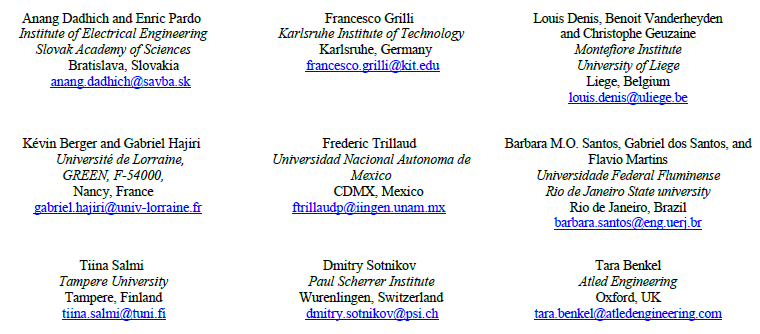 Anang Dadhich and Enric Pardo
Institute of Electrical Engineering
Slovak Academy of Sciences
Bratislava, Slovakia
anang.dadhich@savba.sk
Francesco Grilli
Karlsruhe Institute of Technology
Karlsruhe, Germany
francesco.grilli@kit.edu
Louis Denis, Benoit Vanderheyden
and Christophe Geuzaine
Montefiore Institute
University of Liege
Liege, Belgium
louis.denis@uliege.be
Kévin Berger and Gabriel Hajiri
Université de Lorraine,
GREEN, F-54000,
Nancy, France
gabriel.hajiri@univ-lorraine.fr
Frederic Trillaud
Universidad Nacional Autonoma de
Mexico
CDMX, Mexico
ftrillaudp@iingen.unam.mx
Barbara M.O. Santos, Gabriel dos Santos, and
Flavio Martins
Universidade Federal Fluminense
Rio de Janeiro State university
Rio de Janeiro, Brazil
barbara.santos@eng.uerj.br
Tiina Salmi
Tampere University
Tampere, Finland
tiina.salmi@tuni.fi
Dmitry Sotnikov
Paul Scherrer Institute
Wurenlingen, Switzerland
dmitry.sotnikov@psi.ch
Tara Benkel
Atled Engineering
Oxford, UK
tara.benkel@atledengineering.com